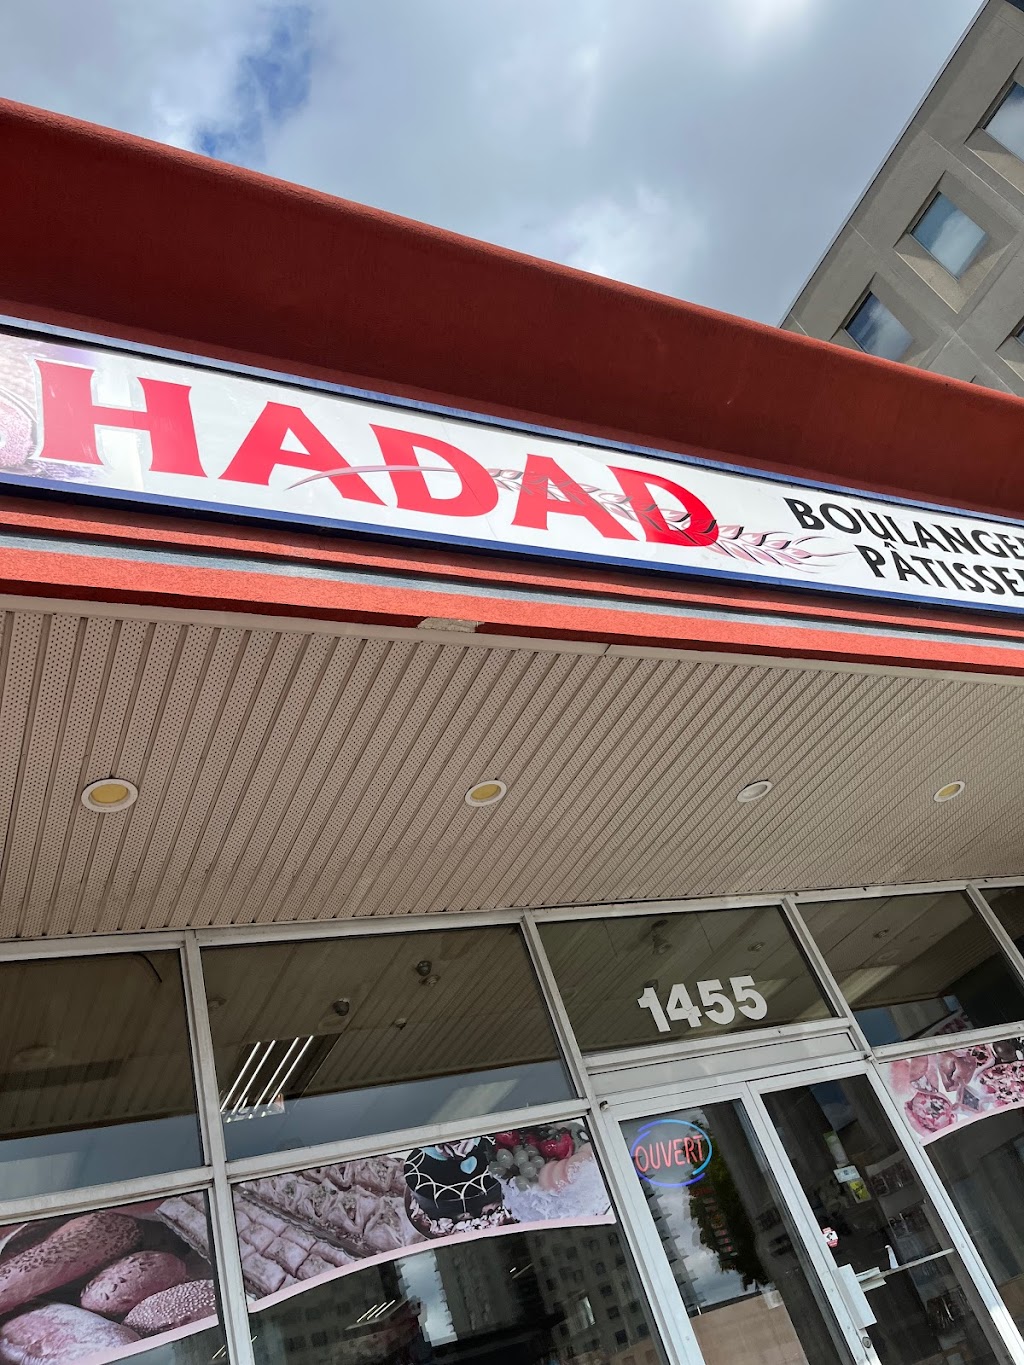 HADAD
BOULANGE
PÂTISSE
1455
OUVERT